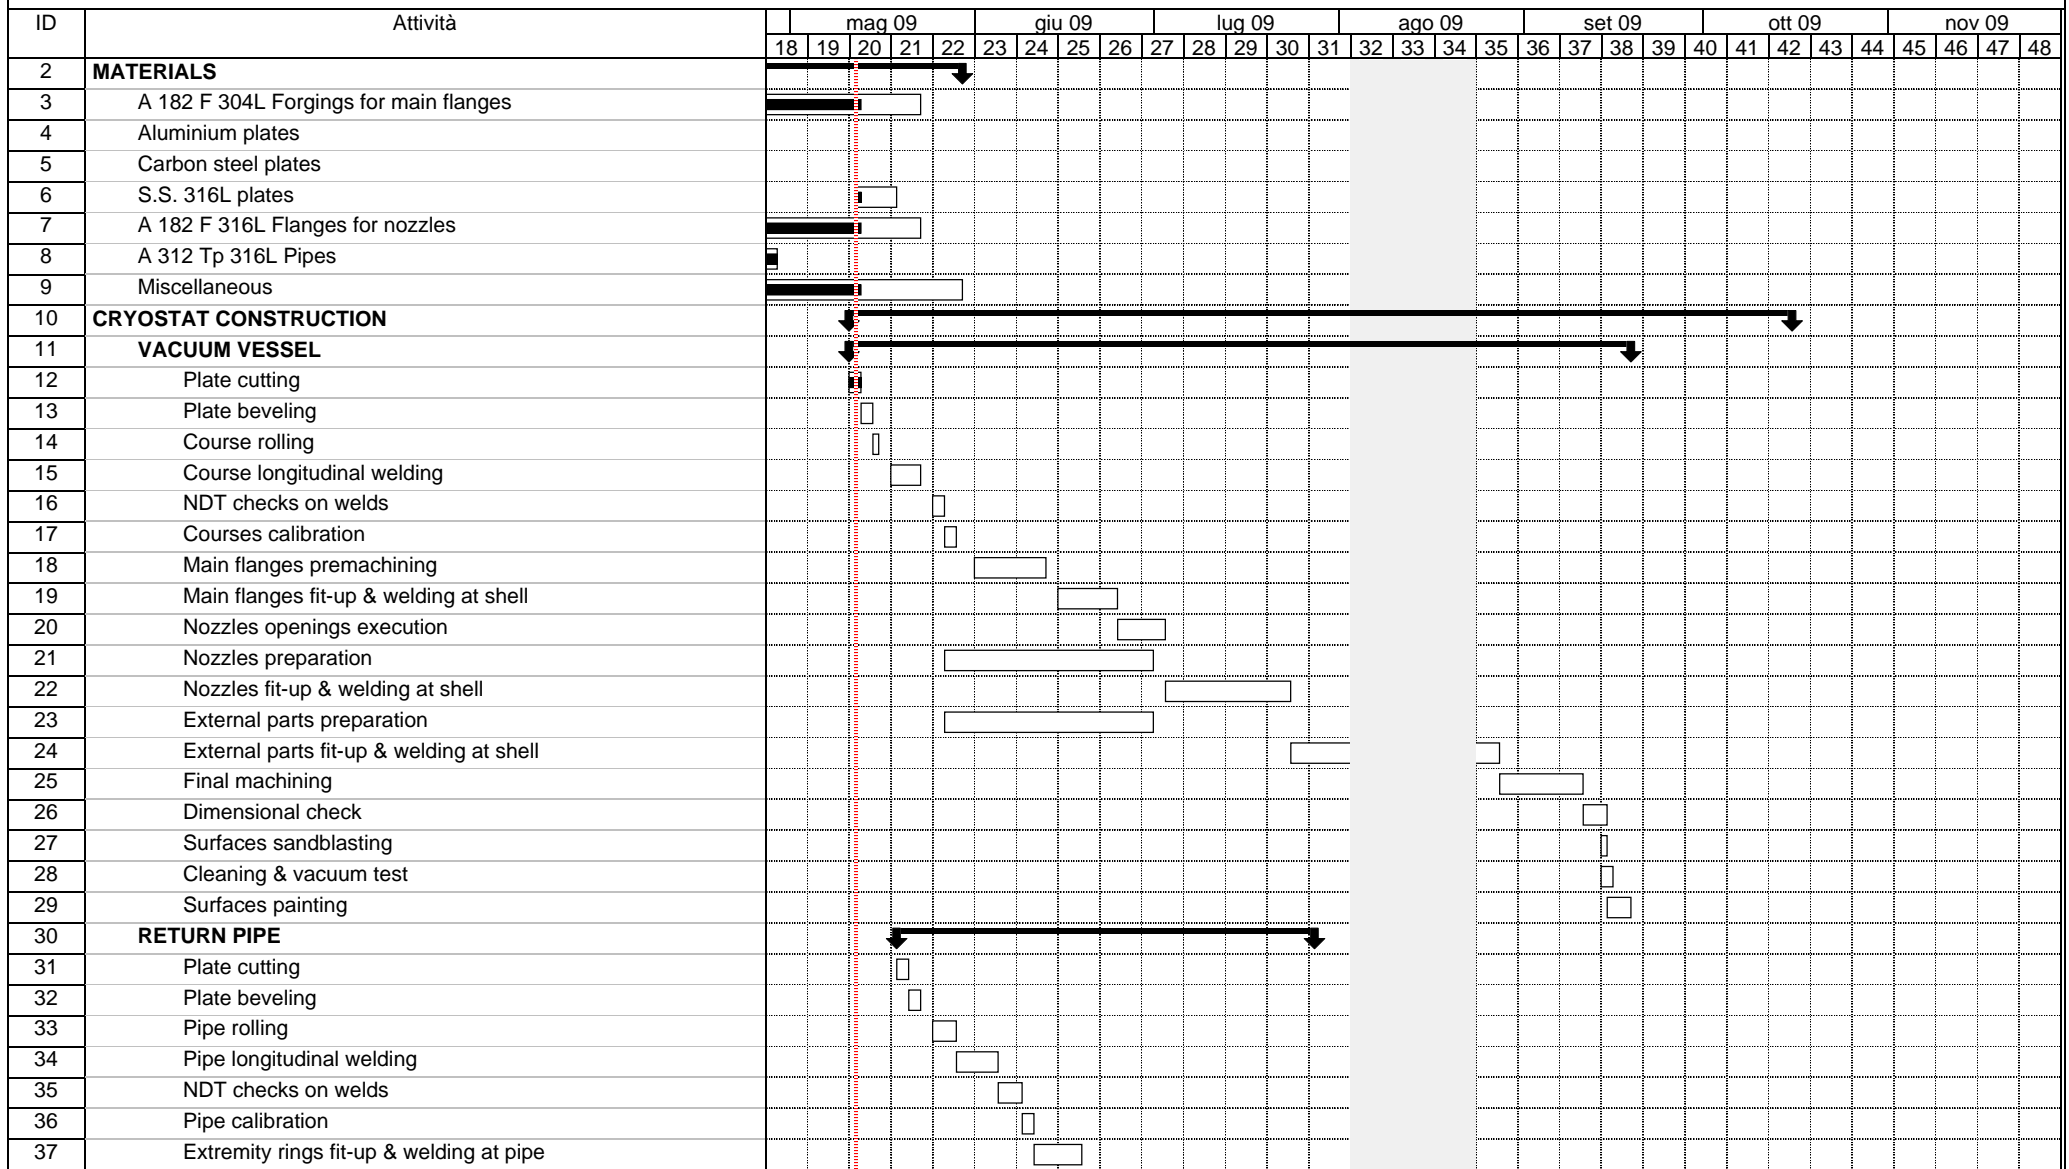 ID Attività mag 09 giu 09 lug 09 ago 09 set 09 ott 09 nov 09
18 19 20 21 22 23 24 25 26 27 28 29 30 31 32 33 34 35 36 37 38 39 40 41 42 43 44 45 46 47 48
2 MATERIALS
3 A 182 F 304L Forgings for main flanges
4 Aluminium plates
5 Carbon steel plates
6 S.S. 316L plates
7 A 182 F 316L Flanges for nozzles
8 A 312 Tp 316L Pipes
9 Miscellaneous
10 CRYOSTAT CONSTRUCTION
11 VACUUM VESSEL
12 Plate cutting
13 Plate beveling
14 Course rolling
15 Course longitudinal welding
16 NDT checks on welds
17 Courses calibration
18 Main flanges premachining
19 Main flanges fit-up & welding at shell
20 Nozzles openings execution
21 Nozzles preparation
22 Nozzles fit-up & welding at shell
23 External parts preparation
24 External parts fit-up & welding at shell
25 Final machining
26 Dimensional check
27 Surfaces sandblasting
28 Cleaning & vacuum test
29 Surfaces painting
30 RETURN PIPE
31 Plate cutting
32 Plate beveling
33 Pipe rolling
34 Pipe longitudinal welding
35 NDT checks on welds
36 Pipe calibration
37 Extremity rings fit-up & welding at pipe